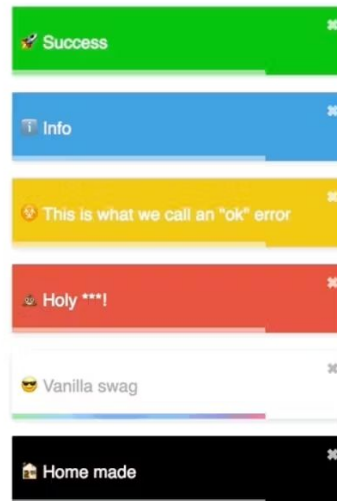 🚀 Success
ℹ️ Info
☣ This is what we call an "ok" error
💩 Holy ***!
😎 Vanilla swag
🏠 Home made